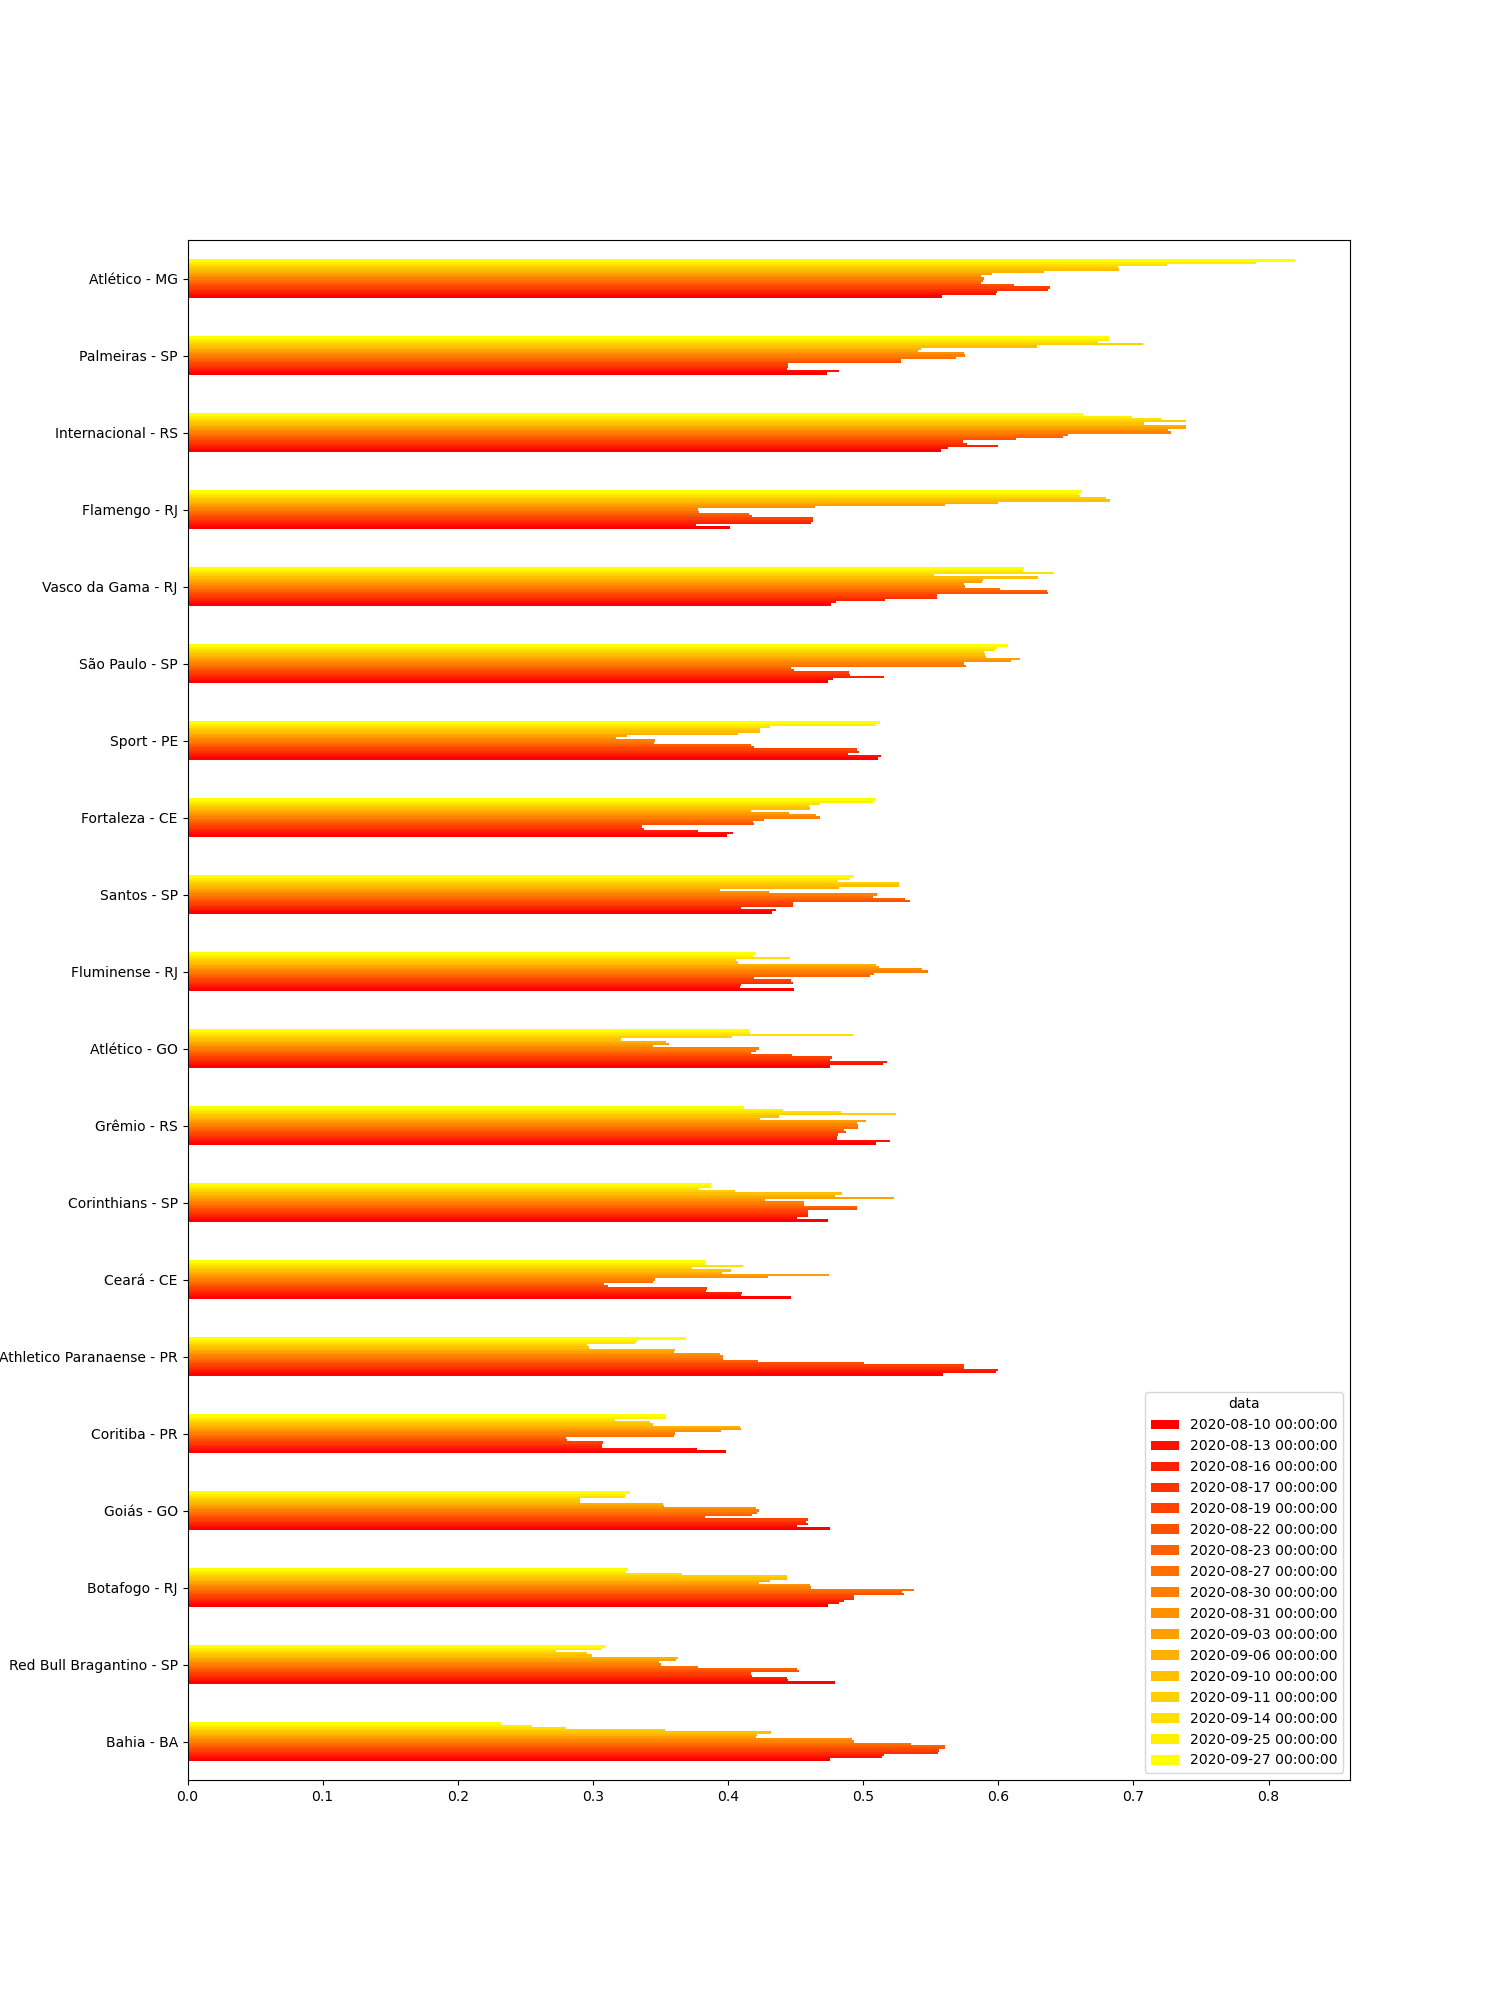 Atlético - MG
Palmeiras - SP
Internacional - RS
Flamengo - RJ
Vasco da Gama - RJ
São Paulo - SP
Sport - PE
Fortaleza - CE
Santos - SP
Fluminense - RJ
Atlético - GO
Grêmio - RS
Corinthians - SP
Ceará - CE
Athletico Paranaense - PR
Coritiba - PR
Goiás - GO
Botafogo - RJ
Red Bull Bragantino - SP
Bahia - BA
data
2020-08-10 00:00:00
2020-08-13 00:00:00
2020-08-16 00:00:00
2020-08-17 00:00:00
2020-08-19 00:00:00
2020-08-22 00:00:00
2020-08-23 00:00:00
2020-08-27 00:00:00
2020-08-30 00:00:00
2020-08-31 00:00:00
2020-09-03 00:00:00
2020-09-06 00:00:00
2020-09-10 00:00:00
2020-09-11 00:00:00
2020-09-14 00:00:00
2020-09-25 00:00:00
2020-09-27 00:00:00
0.0 0.1 0.2 0.3 0.4 0.5 0.6 0.7 0.8